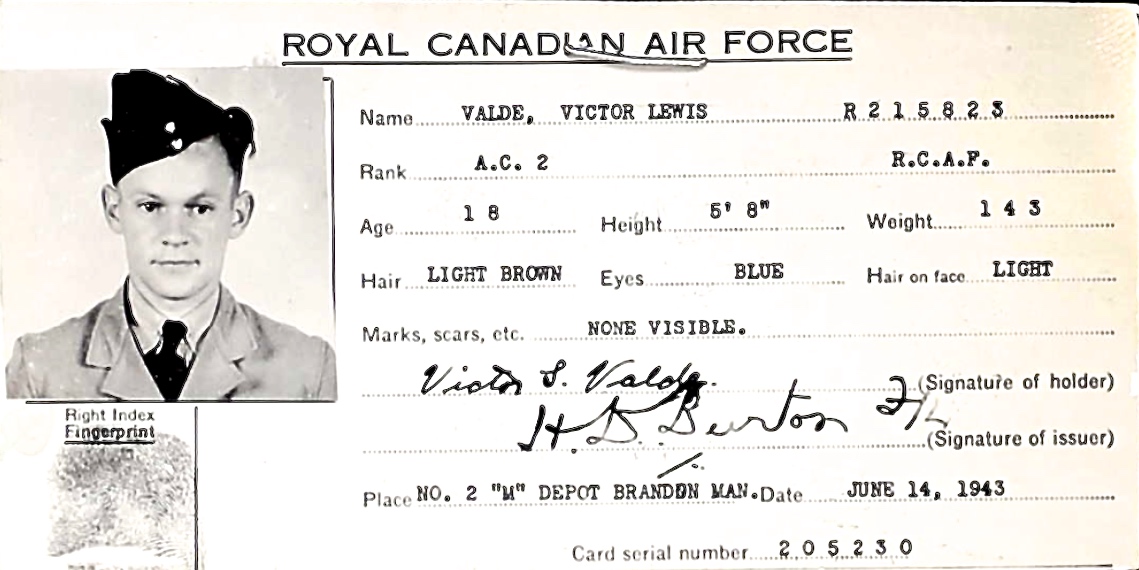 ROYAL CANADIAN AIR FORCE
Name VALDE, VICTOR LEWIS R 2 1 5 8 2 3
Rank A.C. 2 R.C.A.F.
Age 1 8 Height 5' 8" Weight 1 4 3
Hair LIGHT BROWN Eyes BLUE Hair on face LIGHT
Marks, scars, etc. NONE VISIBLE.
Victor L. Valde. (Signature of holder)
Right Index
Fingerprint
H. D. Burton (Signature of issuer)
Place NO. 2 "M" DEPOT BRANDON MAN. Date JUNE 14, 1943
Card serial number 2 0 5 2 3 0